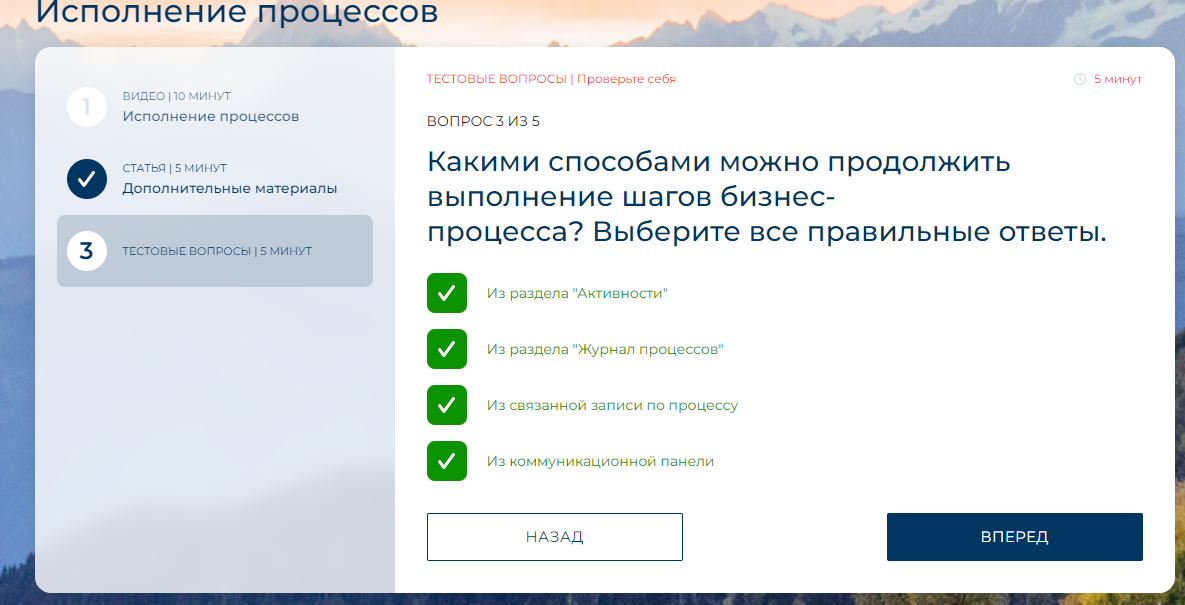 Исполнение процессов
1
ВИДЕО | 10 МИНУТ
Исполнение процессов
СТАТЬЯ | 5 МИНУТ
Дополнительные материалы
3
ТЕСТОВЫЕ ВОПРОСЫ | 5 МИНУТ
ТЕСТОВЫЕ ВОПРОСЫ | Проверьте себя
5 минут
ВОПРОС 3 ИЗ 5
Какими способами можно продолжить
выполнение шагов бизнес-
процесса? Выберите все правильные ответы.
Из раздела "Активности"
Из раздела "Журнал процессов"
Из связанной записи по процессу
Из коммуникационной панели
НАЗАД
ВПЕРЕД